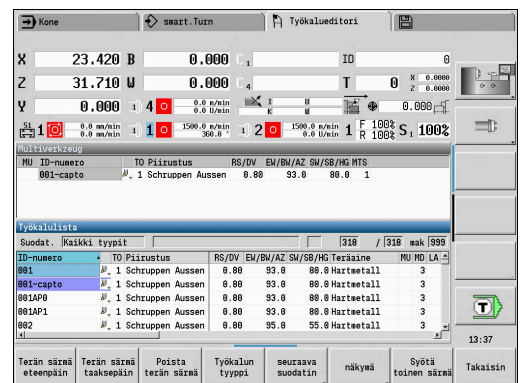 Kone smart.Turn Työkalueditori
X 23.420 B 0.000 C 1 ID 0
Z 31.710 W 0.000 C 4 T 0 X 0.0000 Z 0.0000
Y 0.000 4 0 0.0 m/min 0.0 U/min I U K W 0.000
S1 1 0 0.0 mm/min 0.0 mm/min 1 0 1500.0 m/min 360.0 ° 2 0 1500.0 m/min 0.0 U/min 1 F 100% R 100% S1 100%
Multiverkzeug
MU ID-numero TO Piirustus RS/DV EW/BW/AZ SW/SB/HG MTS
001-capto 1 Schruppen Aussen 0.80 93.0 80.0 1
Työkalulista
Suodat. Kaikki tyypit 318 / 318 mak 999
ID-numero TO Piirustus RS/DV EW/BW/AZ SW/SB/HG Teräaine MU MD LA
001 1 Schruppen Aussen 0.80 93.0 80.0 Hartmetall 3
001-capto 1 Schruppen Aussen 0.80 93.0 80.0 Hartmetall 3
001AP0 1 Schruppen Aussen 0.80 93.0 80.0 Hartmetall 3
001AP1 1 Schruppen Aussen 0.80 93.0 80.0 Hartmetall 3
002 1 Schruppen Aussen 0.80 95.0 55.0 Hartmetall 3
T
13:37
Terän särmä eteenpäin
Terän särmä taaksepäin
Poista terän särmä
Työkalun tyyppi
seuraava suodatin
näkymä
Syötä toinen särmä
Takaisin